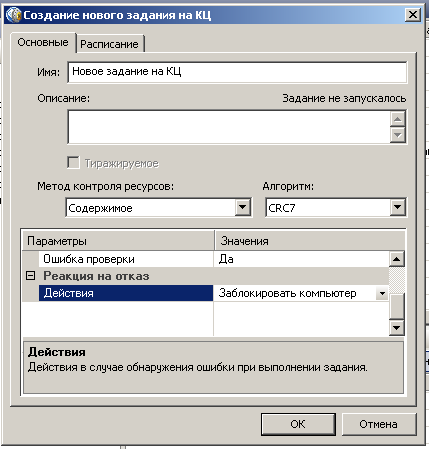 Создание нового задания на КЦ
Основные Расписание
Имя: Новое задание на КЦ
Описание: Задание не запускалось
Тиражируемое
Метод контроля ресурсов: Алгоритм:
Содержимое CRC7
Параметры Значения
Ошибка проверки Да
Реакция на отказ
Действия Заблокировать компьютер
Действия
Действия в случае обнаружения ошибки при выполнении задания.
OK Отмена